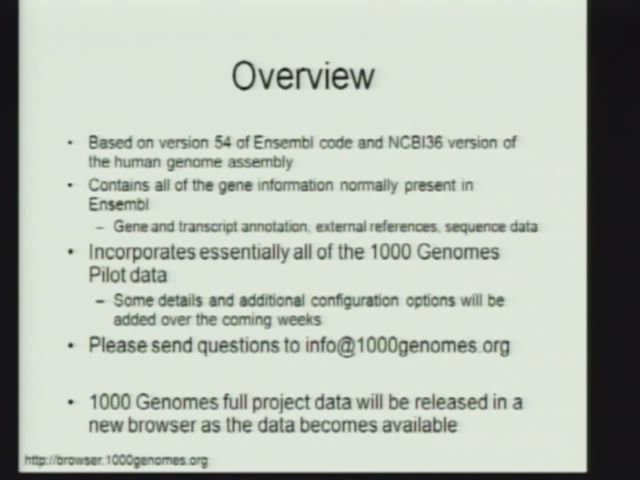 Overview
• Based on version 54 of Ensembl code and NCBI36 version of
the human genome assembly
• Contains all of the gene information normally present in
Ensembl
– Gene and transcript annotation, external references, sequence data
• Incorporates essentially all of the 1000 Genomes
Pilot data
– Some details and additional configuration options will be
added over the coming weeks
• Please send questions to info@1000genomes.org
• 1000 Genomes full project data will be released in a
new browser as the data becomes available
http://browser.1000genomes.org